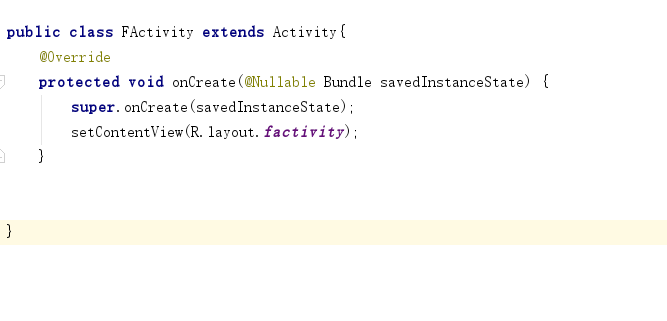 public class FActivity extends Activity{
@Override
protected void onCreate(@Nullable Bundle savedInstanceState) {
super.onCreate(savedInstanceState);
setContentView(R.layout.factivity);
}
}